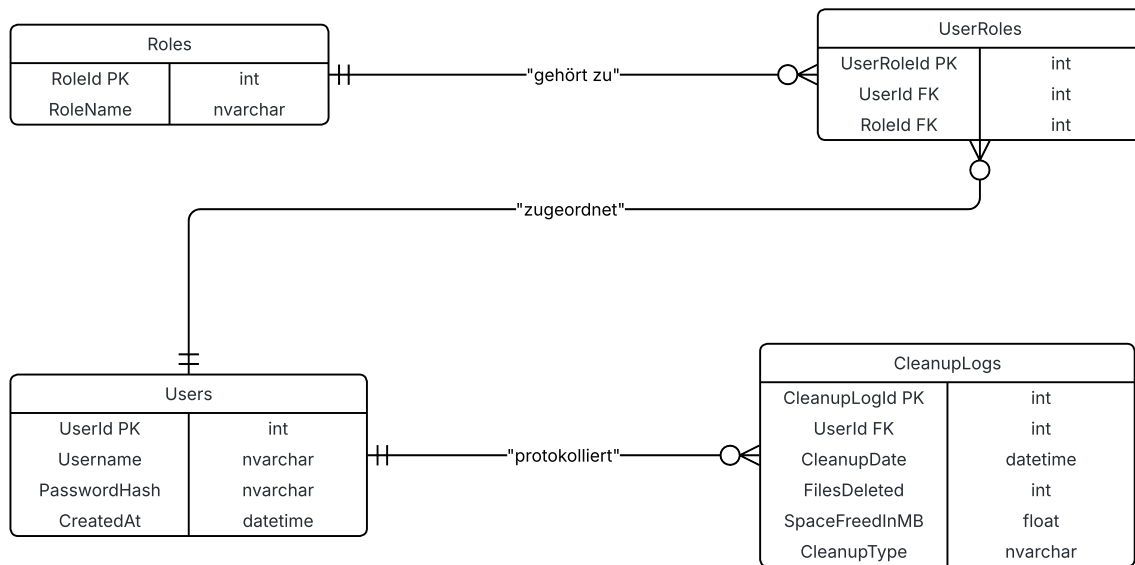 Roles
RoleId PK int
RoleName nvarchar
"gehört zu"
UserRoles
UserRoleId PK int
UserId FK int
RoleId FK int
"zugeordnet"
Users
UserId PK int
Username nvarchar
PasswordHash nvarchar
CreatedAt datetime
"protokolliert"
CleanupLogs
CleanupLogId PK int
UserId FK int
CleanupDate datetime
FilesDeleted int
SpaceFreedInMB float
CleanupType nvarchar